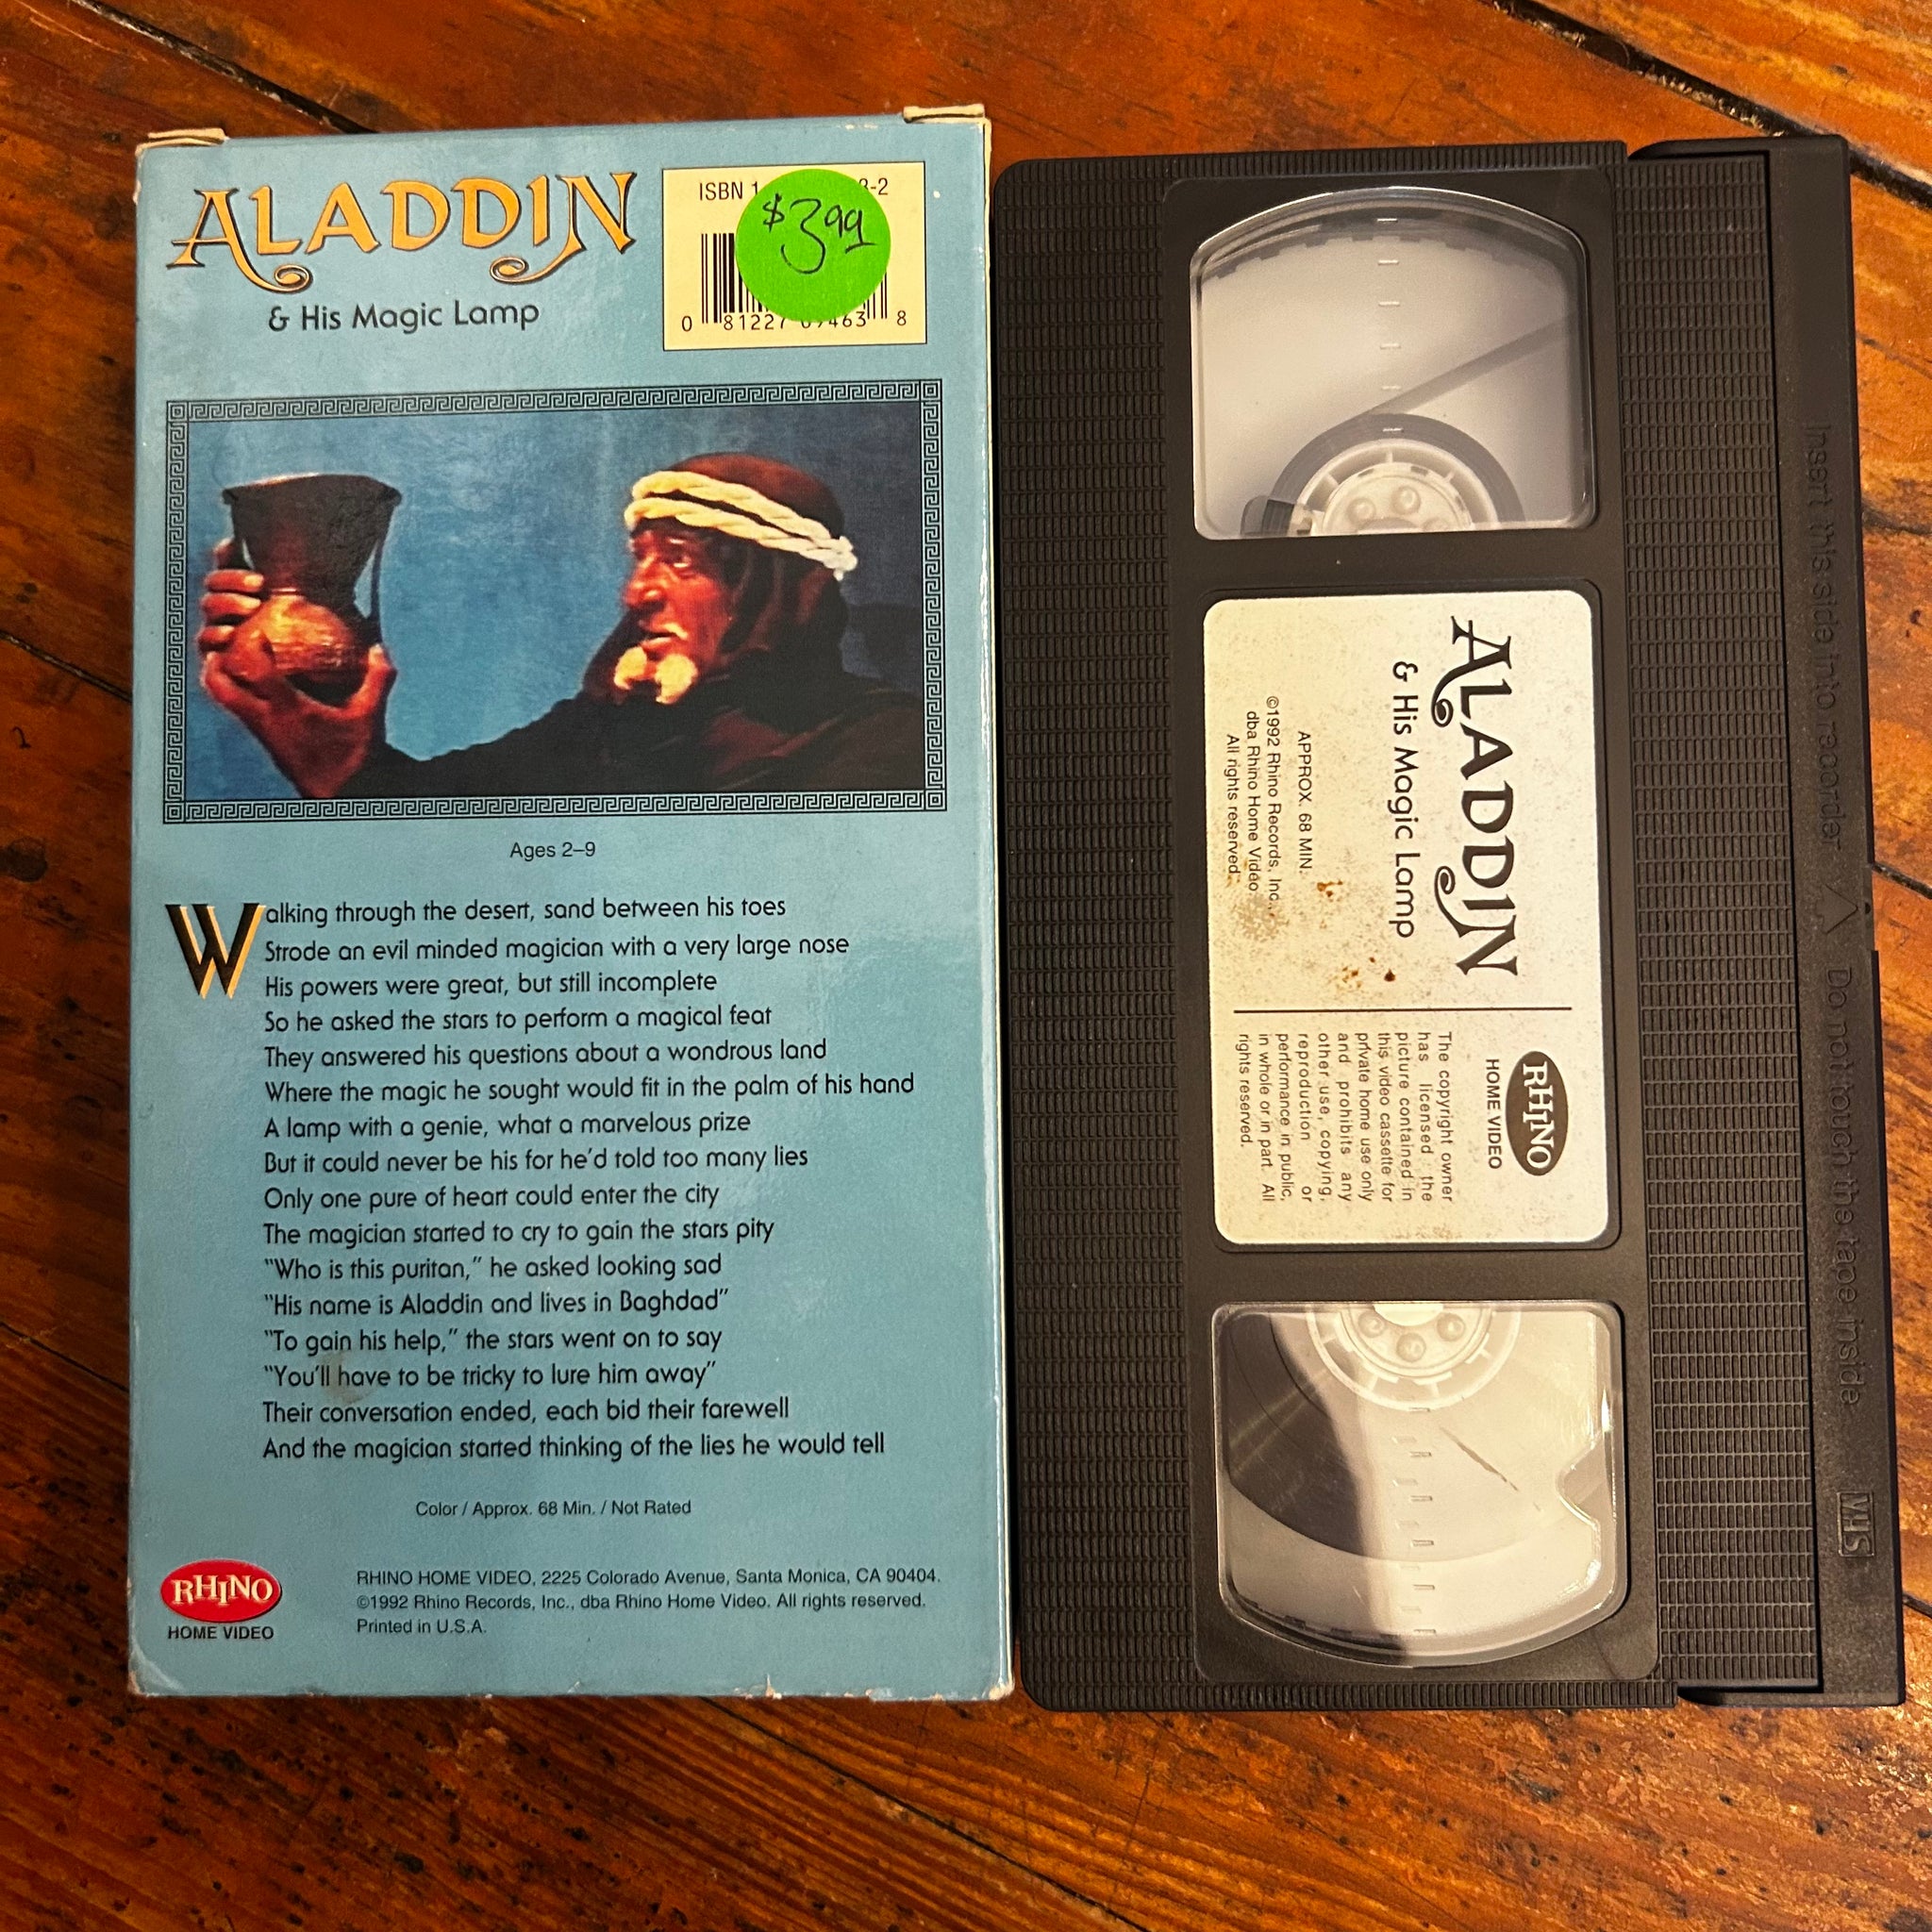 ALADDIN
& His Magic Lamp
ISBN 1 3-2
$3.99
0 81227 09463 8
Ages 2–9
Walking through the desert, sand between his toes
Strode an evil minded magician with a very large nose
His powers were great, but still incomplete
So he asked the stars to perform a magical feat
They answered his questions about a wondrous land
Where the magic he sought would fit in the palm of his hand
A lamp with a genie, what a marvelous prize
But it could never be his for he'd told too many lies
Only one pure of heart could enter the city
The magician started to cry to gain the stars pity
"Who is this puritan," he asked looking sad
"His name is Aladdin and lives in Baghdad"
"To gain his help," the stars went on to say
"You'll have to be tricky to lure him away"
Their conversation ended, each bid their farewell
And the magician started thinking of the lies he would tell
Color / Approx. 68 Min. / Not Rated
RHINO
HOME VIDEO
RHINO HOME VIDEO, 2225 Colorado Avenue, Santa Monica, CA 90404.
©1992 Rhino Records, Inc., dba Rhino Home Video. All rights reserved.
Printed in U.S.A.
ALADDIN
& His Magic Lamp
APPROX. 68 MIN.
©1992 Rhino Records, Inc.,
dba Rhino Home Video
All rights reserved.
RHINO
HOME VIDEO
The copyright owner
has licensed the
picture contained in
this video cassette for
private home use only
and prohibits any
other use, copying,
reproduction or
performance in public,
in whole or in part. All
rights reserved.
Insert this side into recorder △ Do not touch the tape inside VHS